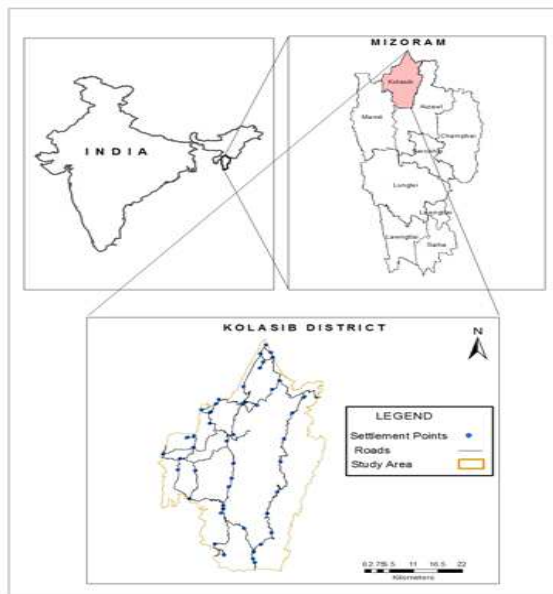 INDIA
MIZORAM
Kolasib
Mamit
Aizawl
Champhai
Serchhip
Lunglei
Lawngtlai
Saiha
KOLASIB DISTRICT
N
LEGEND
Settlement Points
Roads
Study Area
11 16.5 22
Kilometers